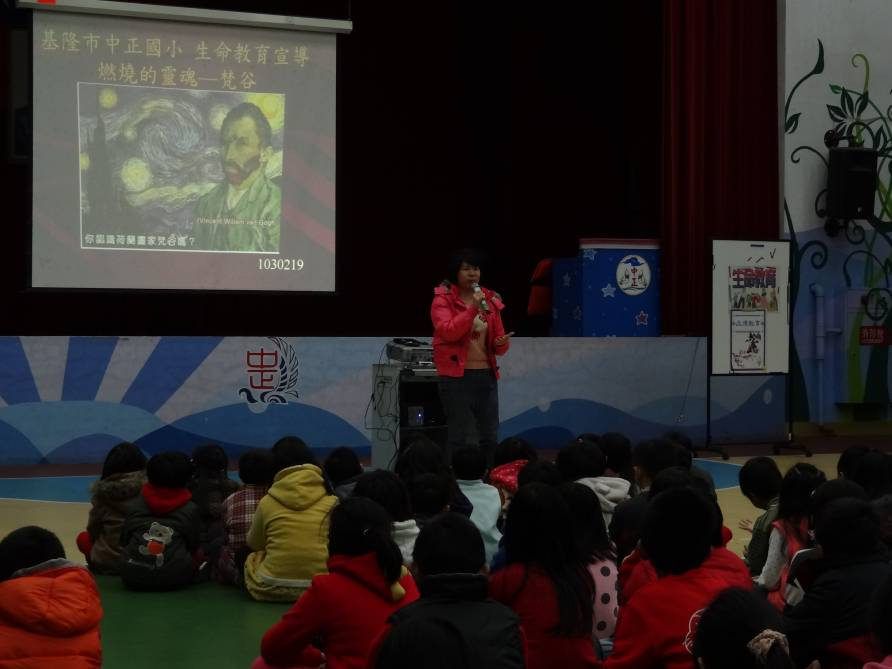 基隆市中正國小 生命教育宣導
燃燒的靈魂—梵谷
(Vincent Willem van Gogh
你認識荷蘭畫家梵谷嗎？
1030219
中正
生命教育